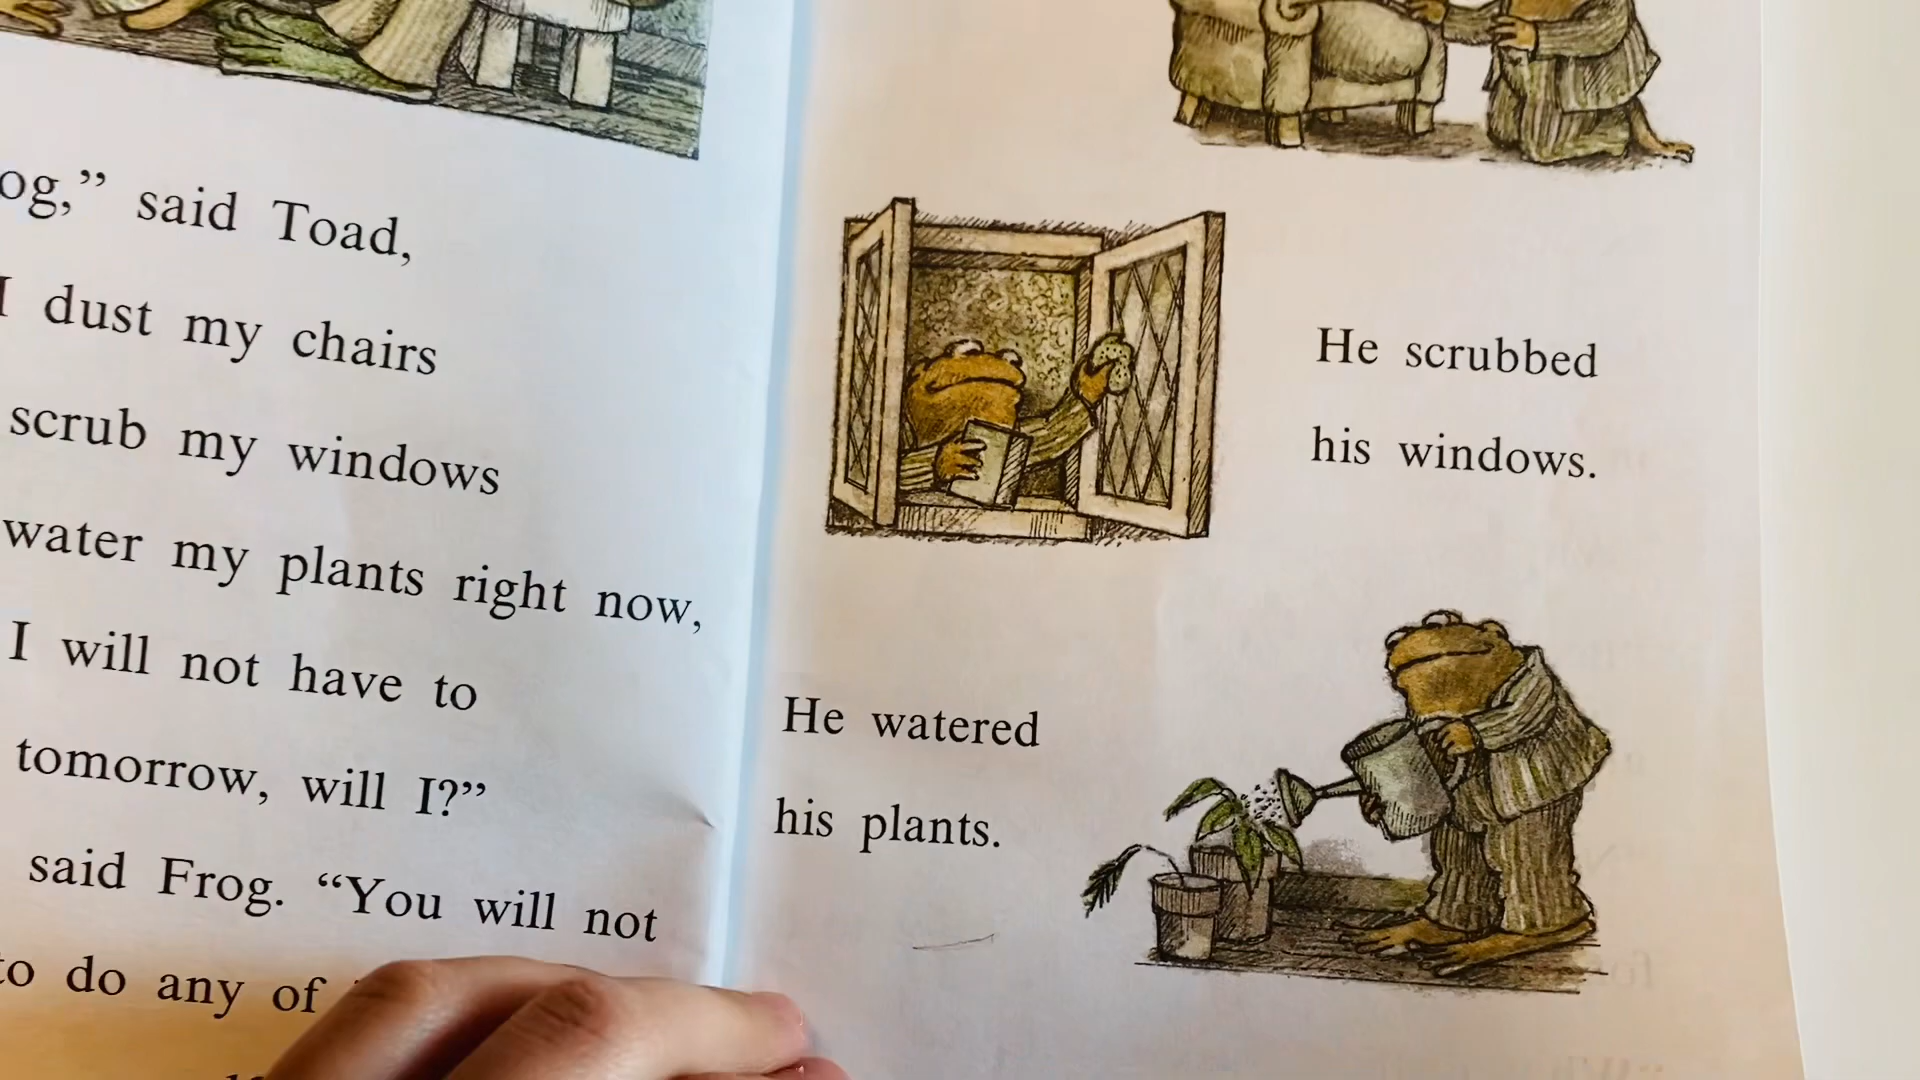 og,” said Toad,
I dust my chairs
scrub my windows
water my plants right now,
I will not have to
tomorrow, will I?”
said Frog. “You will not
to do any of
He scrubbed
his windows.
He watered
his plants.